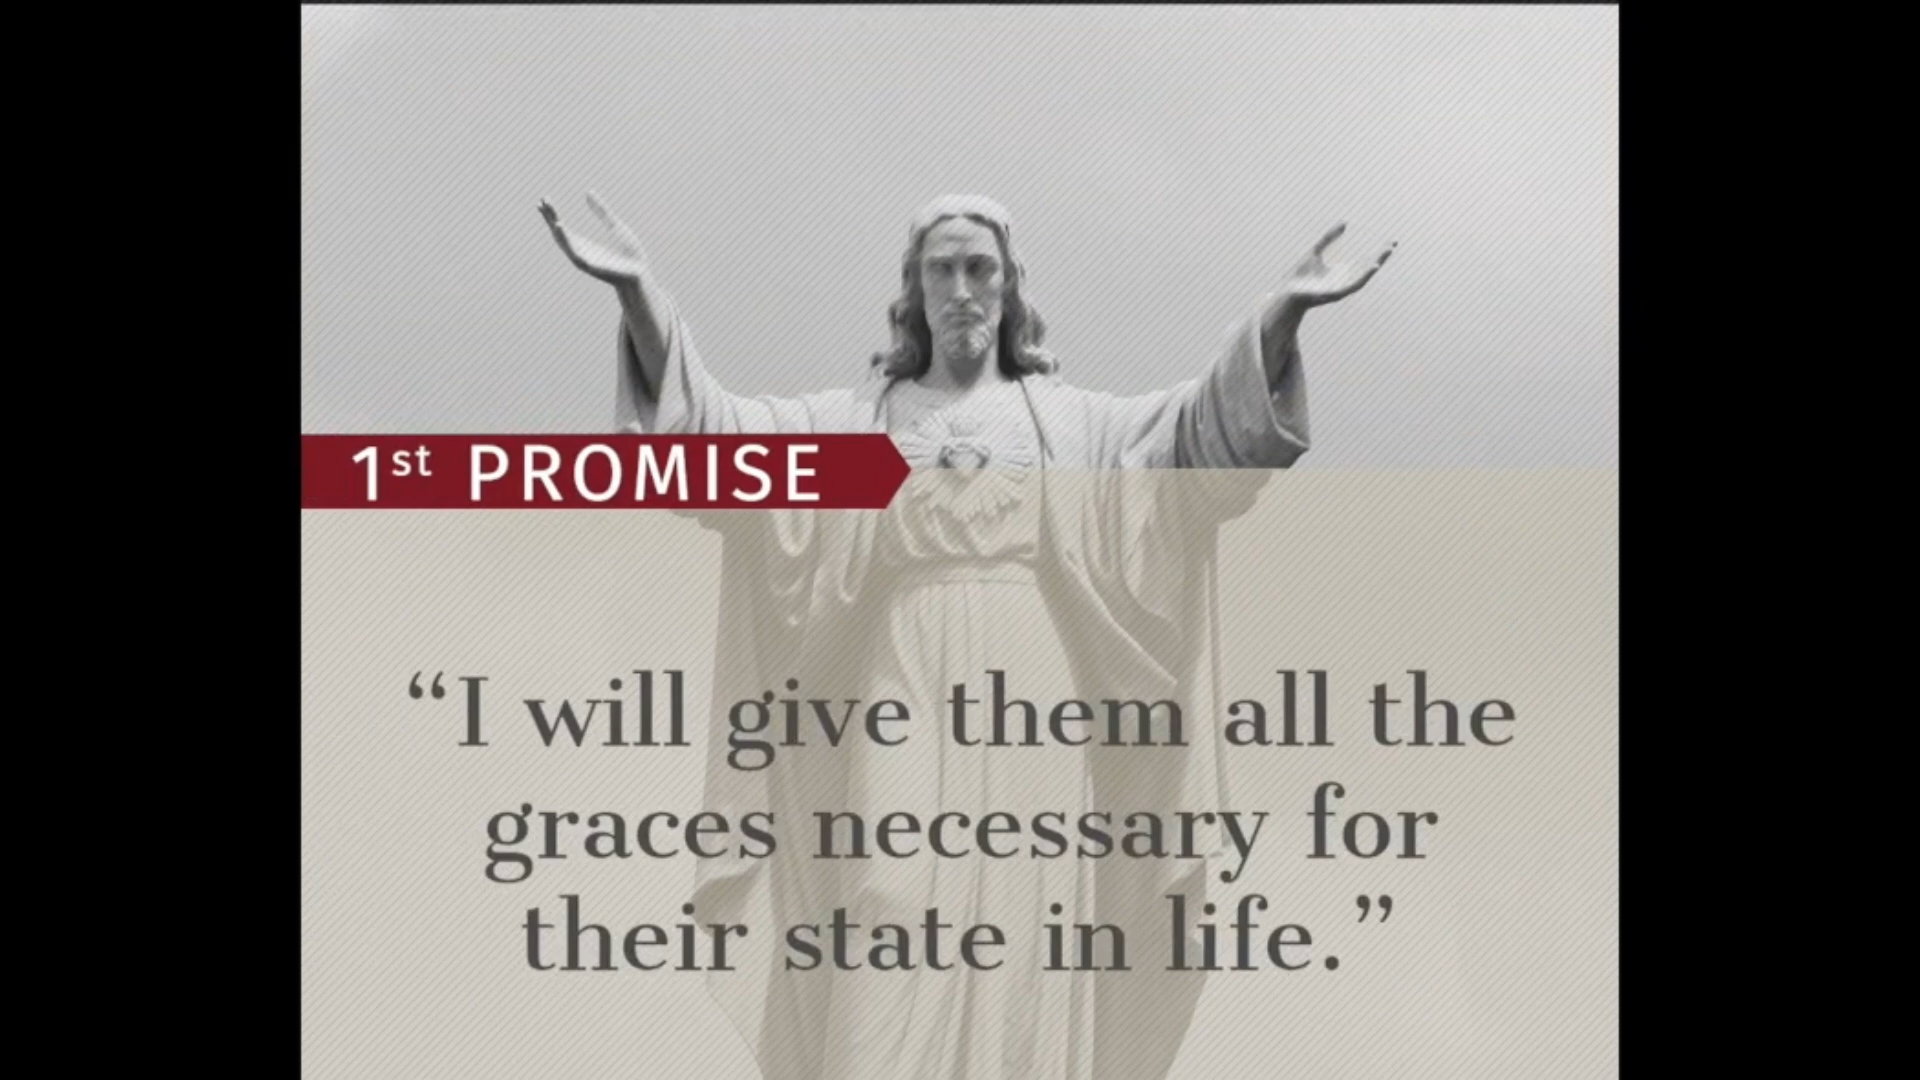 1st PROMISE
“I will give them all the
graces necessary for
their state in life.”